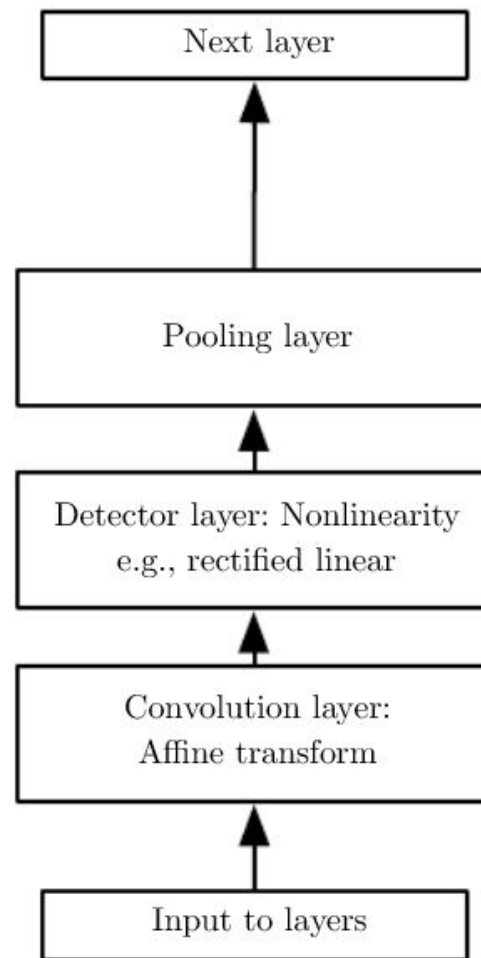 Next layer
Pooling layer
Detector layer: Nonlinearity
e.g., rectified linear
Convolution layer:
Affine transform
Input to layers